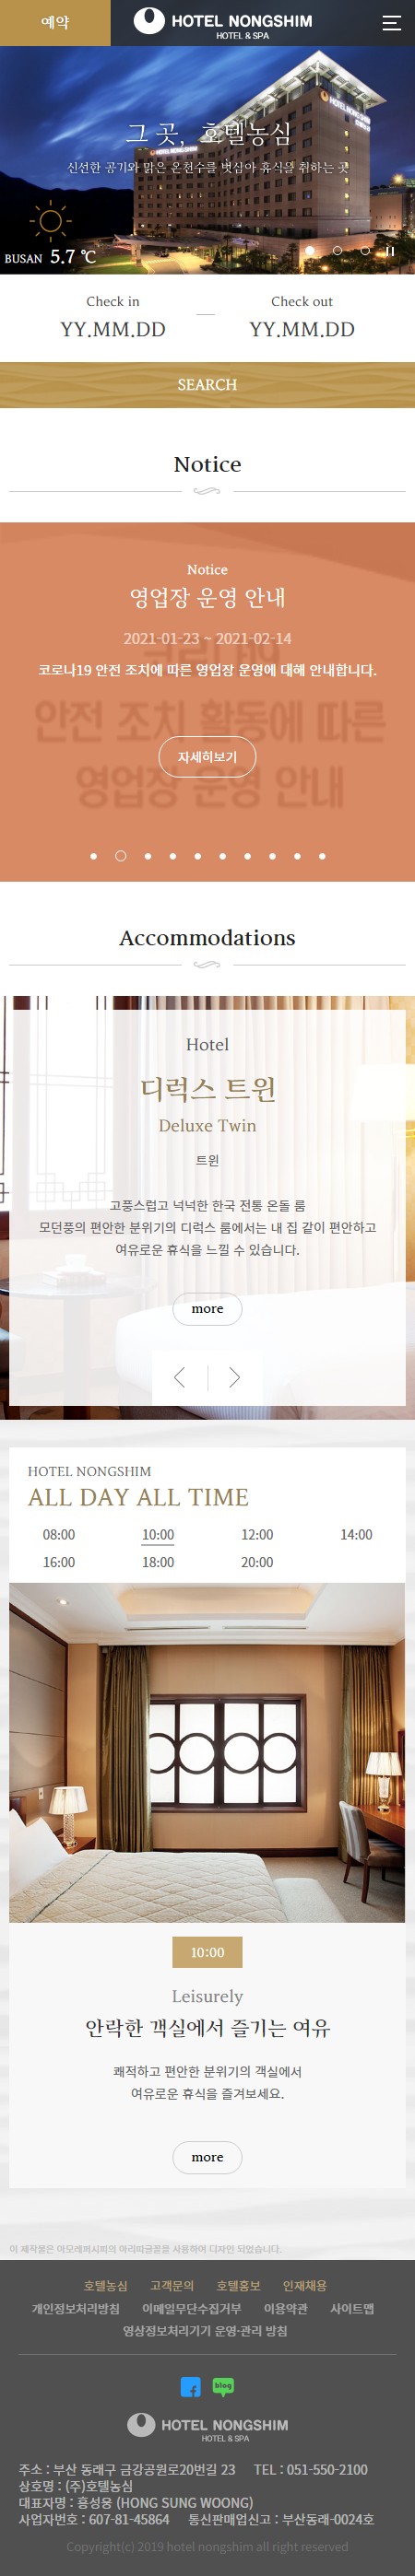 예약
HOTEL NONGSHIM
HOTEL & SPA
HOTEL NONGSHIM
그 곳, 호텔농심
신선한 공기와 맑은 온천수를 벗삼아 휴식을 취하는 곳
BUSAN 5.7 ℃
Check in
Check out
YY.MM.DD
YY.MM.DD
SEARCH
Notice
Notice
영업장 운영 안내
2021-01-23 ~ 2021-02-14
코로나19 안전 조치에 따른 영업장 운영에 대해 안내합니다.
안전 조치 활동에 따른
자세히보기
영업장 운영 안내
Accommodations
Hotel
디럭스 트윈
Deluxe Twin
트윈
고풍스럽고 넉넉한 한국 전통 온돌 룸
모던풍의 편안한 분위기의 디럭스 룸에서는 내 집 같이 편안하고
여유로운 휴식을 느낄 수 있습니다.
more
HOTEL NONGSHIM
ALL DAY ALL TIME
08:00 10:00 12:00 14:00
16:00 18:00 20:00
10:00
Leisurely
안락한 객실에서 즐기는 여유
쾌적하고 편안한 분위기의 객실에서
여유로운 휴식을 즐겨보세요.
more
이 제작물은 아모레퍼시픽의 아리따글꼴을 사용하여 디자인 되었습니다.
호텔농심 고객문의 호텔홍보 인재채용
개인정보처리방침 이메일무단수집거부 이용약관 사이트맵
영상정보처리기기 운영·관리 방침
blog
HOTEL NONGSHIM
HOTEL & SPA
주소 : 부산 동래구 금강공원로20번길 23 TEL : 051-550-2100
상호명 : (주)호텔농심
대표자명 : 홍성웅 (HONG SUNG WOONG)
사업자번호 : 607-81-45864 통신판매업신고 : 부산동래-0024호
Copyright(c) 2019 hotel nongshim all right reserved